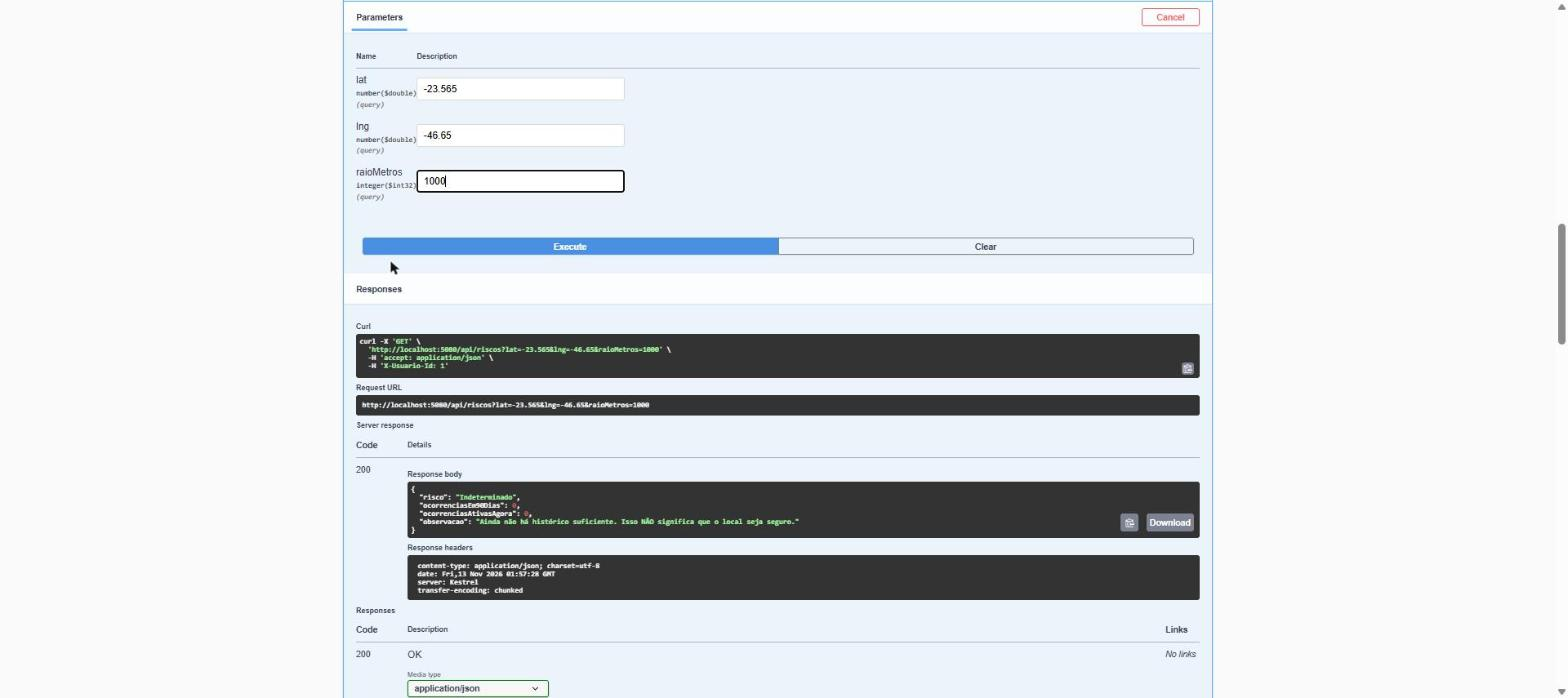 Parameters
Cancel
Name Description
lat
number($double)
(query)
-23.565
lng
number($double)
(query)
-46.65
raioMetros
integer($int32)
(query)
1000
Execute Clear
Responses
Curl
curl -X 'GET' \
'http://localhost:5080/api/riscos?lat=-23.565&lng=-46.65&raioMetros=1000' \
-H 'accept: application/json' \
-H 'X-Usuario-Id: 1'
Request URL
http://localhost:5080/api/riscos?lat=-23.565&lng=-46.65&raioMetros=1000
Server response
Code Details
200
Response body
{
"risco": "Indeterminado",
"ocorrenciasEm90Dias": 0,
"ocorrenciasAtivasAgora": 0,
"observacao": "Ainda não há histórico suficiente. Isso NÃO significa que o local seja seguro."
}
Download
Response headers
content-type: application/json; charset=utf-8
date: Fri,13 Nov 2026 01:57:28 GMT
server: Kestrel
transfer-encoding: chunked
Responses
Code Description Links
200 OK No links
Media type
application/json